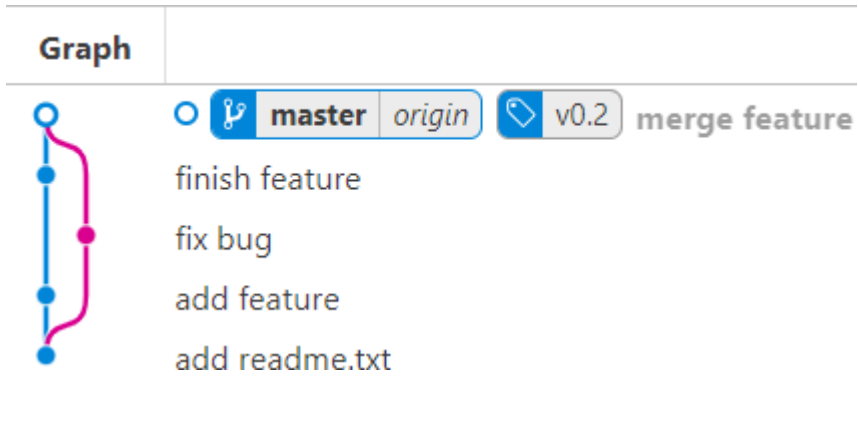 Graph
master origin v0.2 merge feature
finish feature
fix bug
add feature
add readme.txt